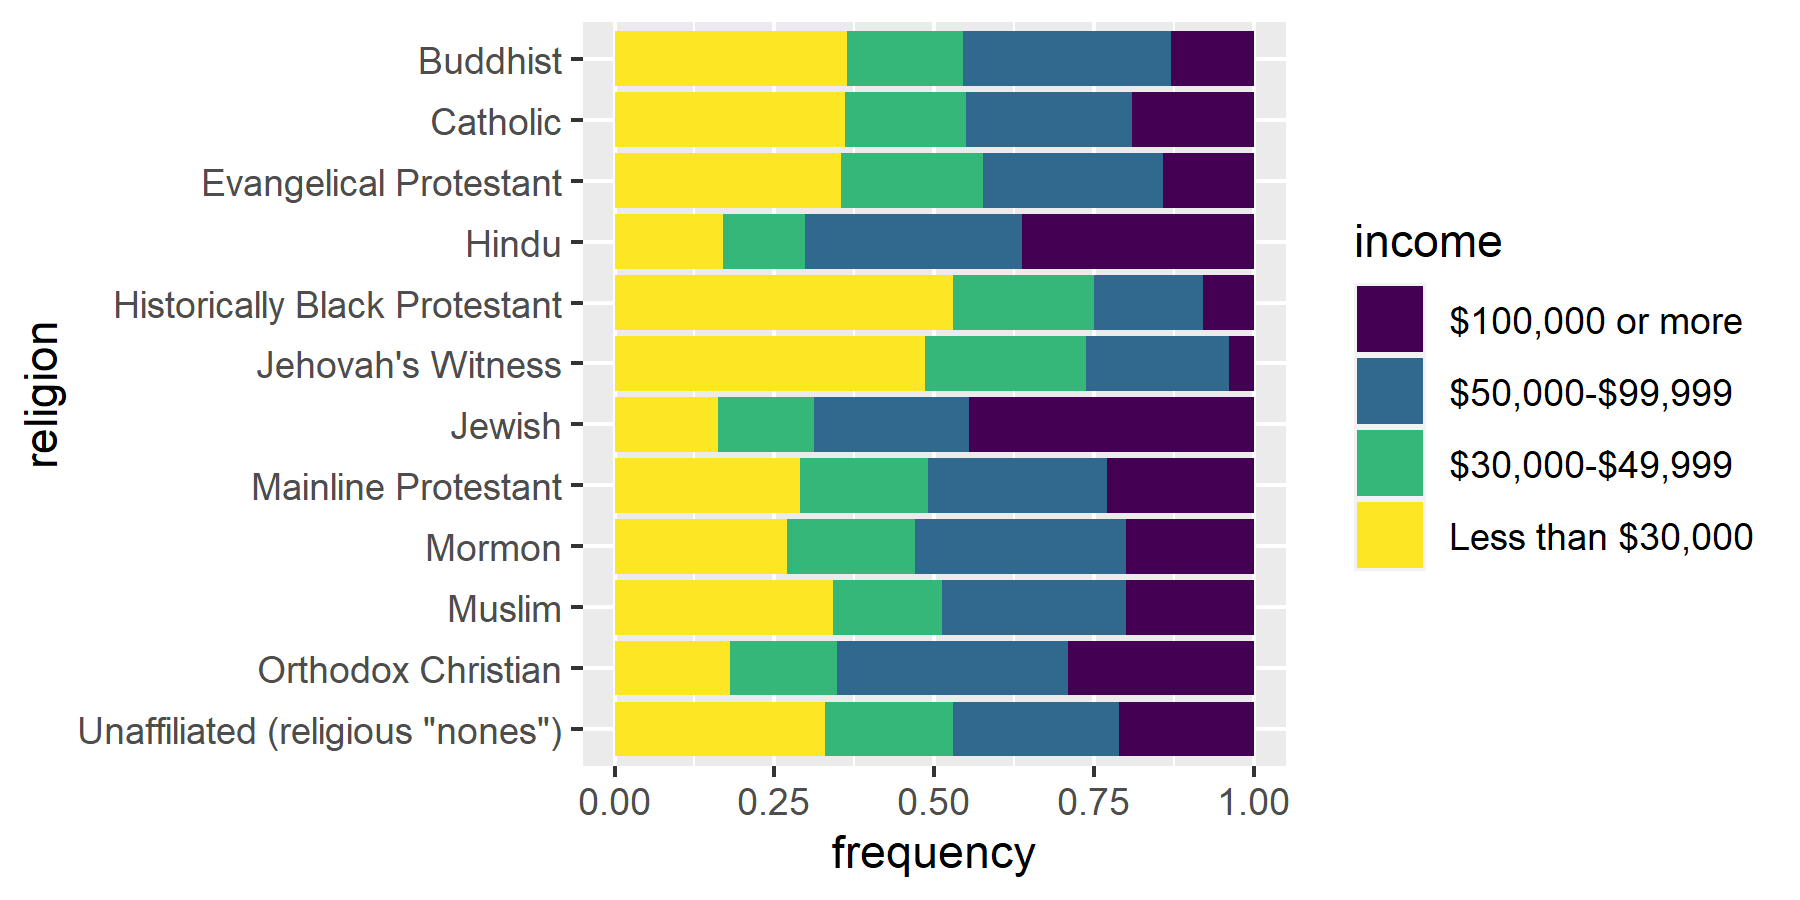 Buddhist
Catholic
Evangelical Protestant
Hindu
Historically Black Protestant
Jehovah's Witness
Jewish
Mainline Protestant
Mormon
Muslim
Orthodox Christian
Unaffiliated (religious "nones")
religion
0.00 0.25 0.50 0.75 1.00
frequency
income
$100,000 or more
$50,000-$99,999
$30,000-$49,999
Less than $30,000